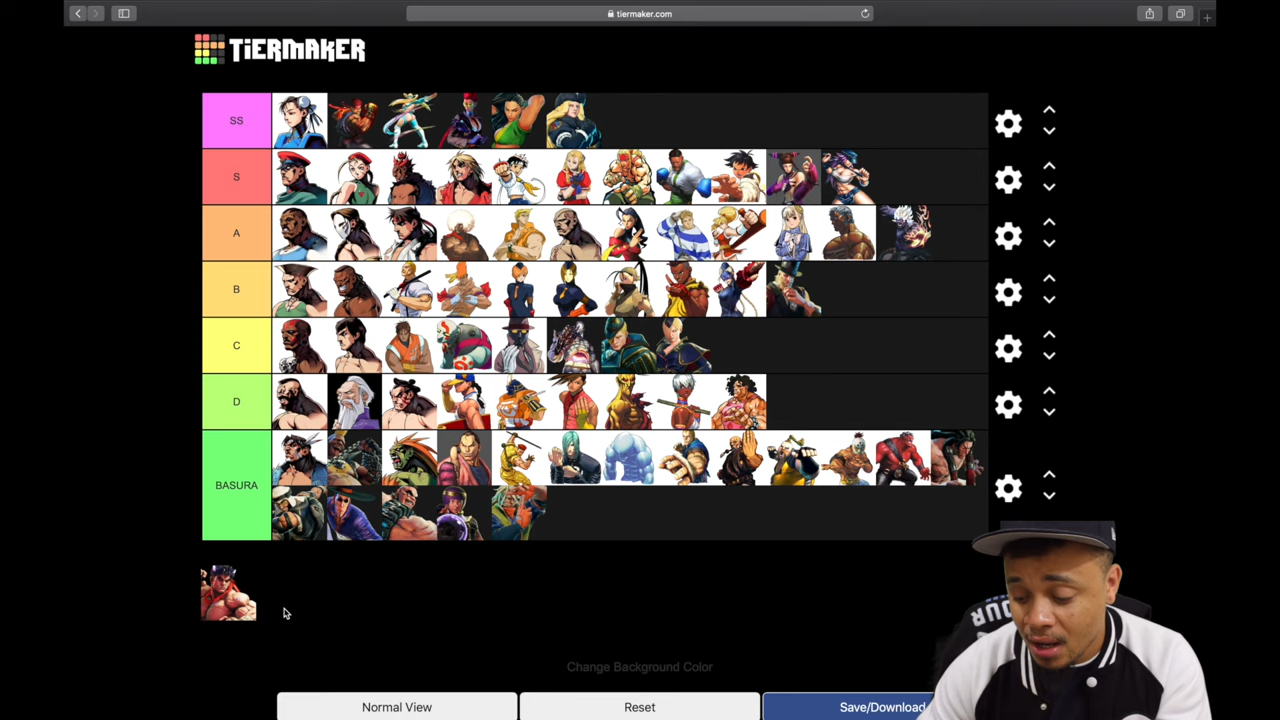 tiermaker.com
TiERMAKER
SS
S
A
B
C
D
BASURA
Change Background Color
Normal View
Reset
Save/Download